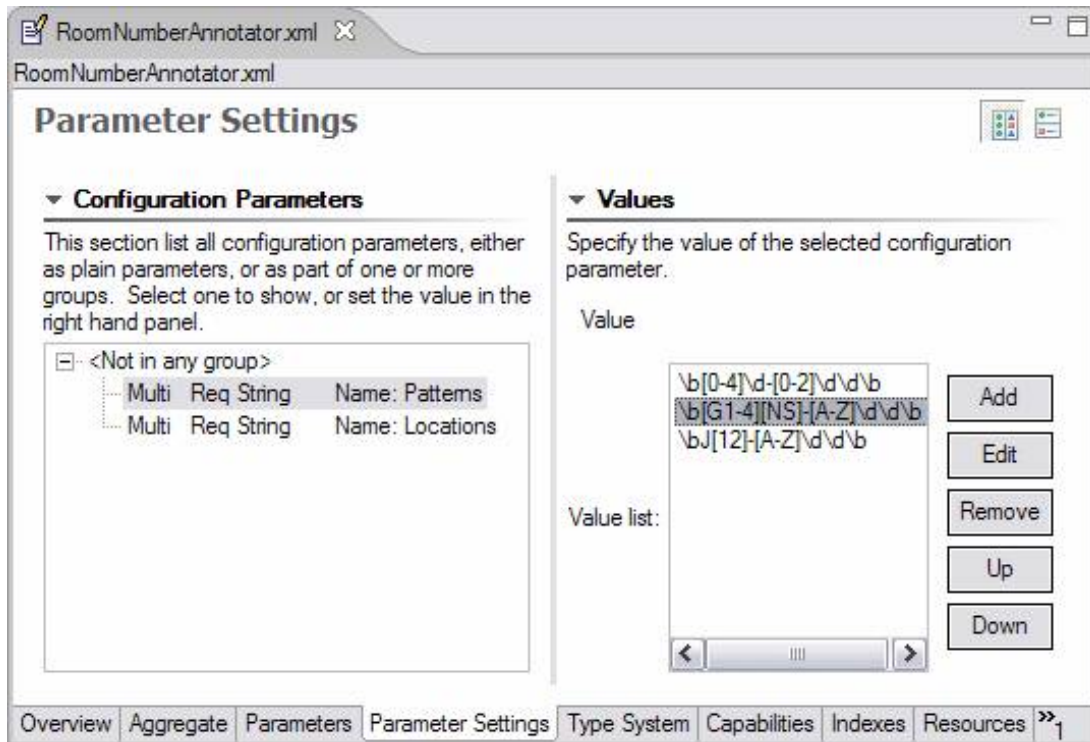 RoomNumberAnnotator.xml
RoomNumberAnnotator.xml
Parameter Settings
Configuration Parameters
This section list all configuration parameters, either
as plain parameters, or as part of one or more
groups. Select one to show, or set the value in the
right hand panel.
<Not in any group>
Multi Req String Name: Patterns
Multi Req String Name: Locations
Values
Specify the value of the selected configuration
parameter.
Value
Value list:
\b[0-4]\d-[0-2]\d\d\b
\b[G1-4][NS]-[A-Z]\d\d\b
\bJ[12]-[A-Z]\d\d\b
Add
Edit
Remove
Up
Down
Overview Aggregate Parameters Parameter Settings Type System Capabilities Indexes Resources »1